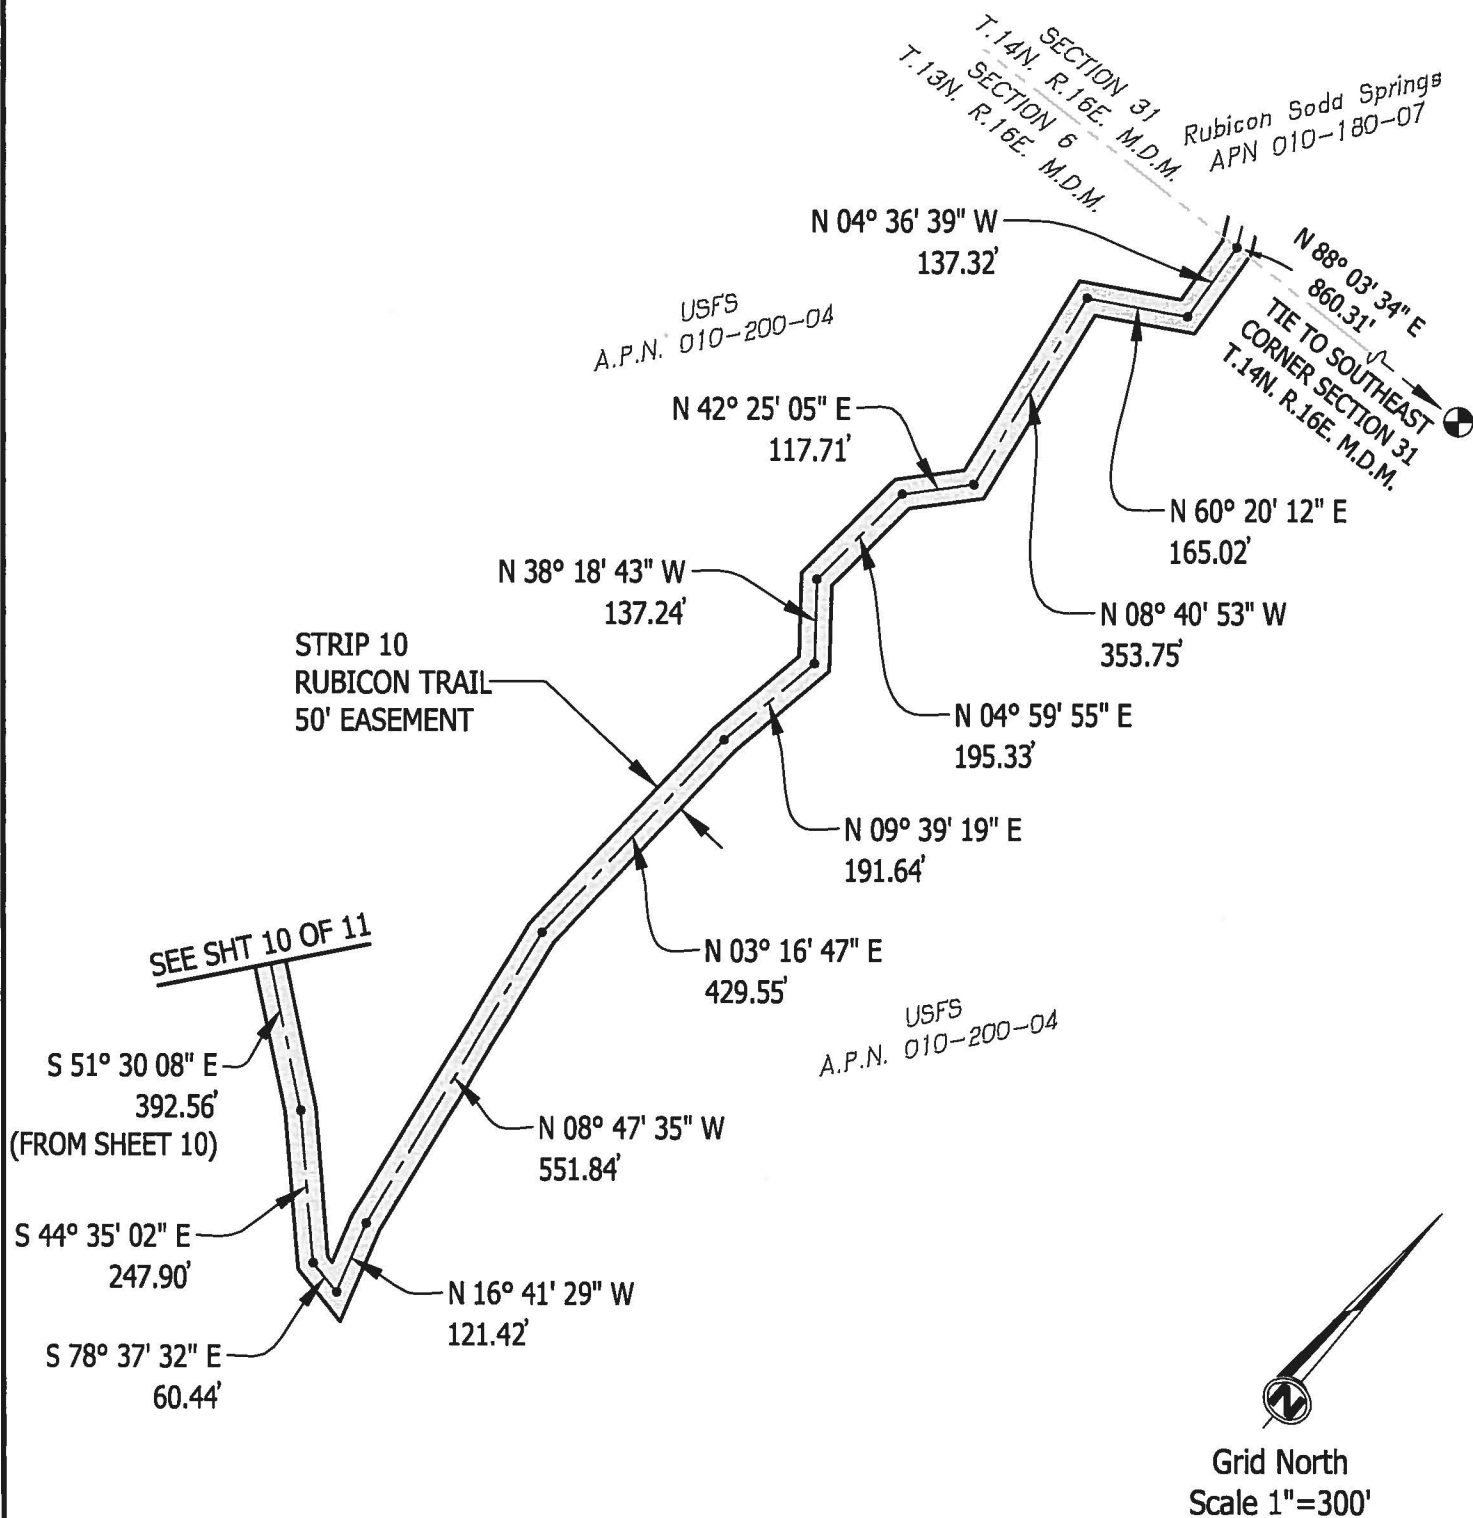 SECTION 31
T.14N. R.16E. M.D.M.
SECTION 6
T.13N. R.16E. M.D.M.
Rubicon Soda Springs
APN 010-180-07
N 04° 36' 39" W
137.32'
N 88° 03' 34" E
860.31'
TIE TO SOUTHEAST
CORNER SECTION 31
T.14N. R.16E. M.D.M.
USFS
A.P.N. 010-200-04
N 42° 25' 05" E
117.71'
N 60° 20' 12" E
165.02'
N 38° 18' 43" W
137.24'
N 08° 40' 53" W
353.75'
STRIP 10
RUBICON TRAIL
50' EASEMENT
N 04° 59' 55" E
195.33'
N 09° 39' 19" E
191.64'
SEE SHT 10 OF 11
N 03° 16' 47" E
429.55'
USFS
A.P.N. 010-200-04
S 51° 30 08" E
392.56'
(FROM SHEET 10)
N 08° 47' 35" W
551.84'
S 44° 35' 02" E
247.90'
N 16° 41' 29" W
121.42'
S 78° 37' 32" E
60.44'
N
Grid North
Scale 1"=300'